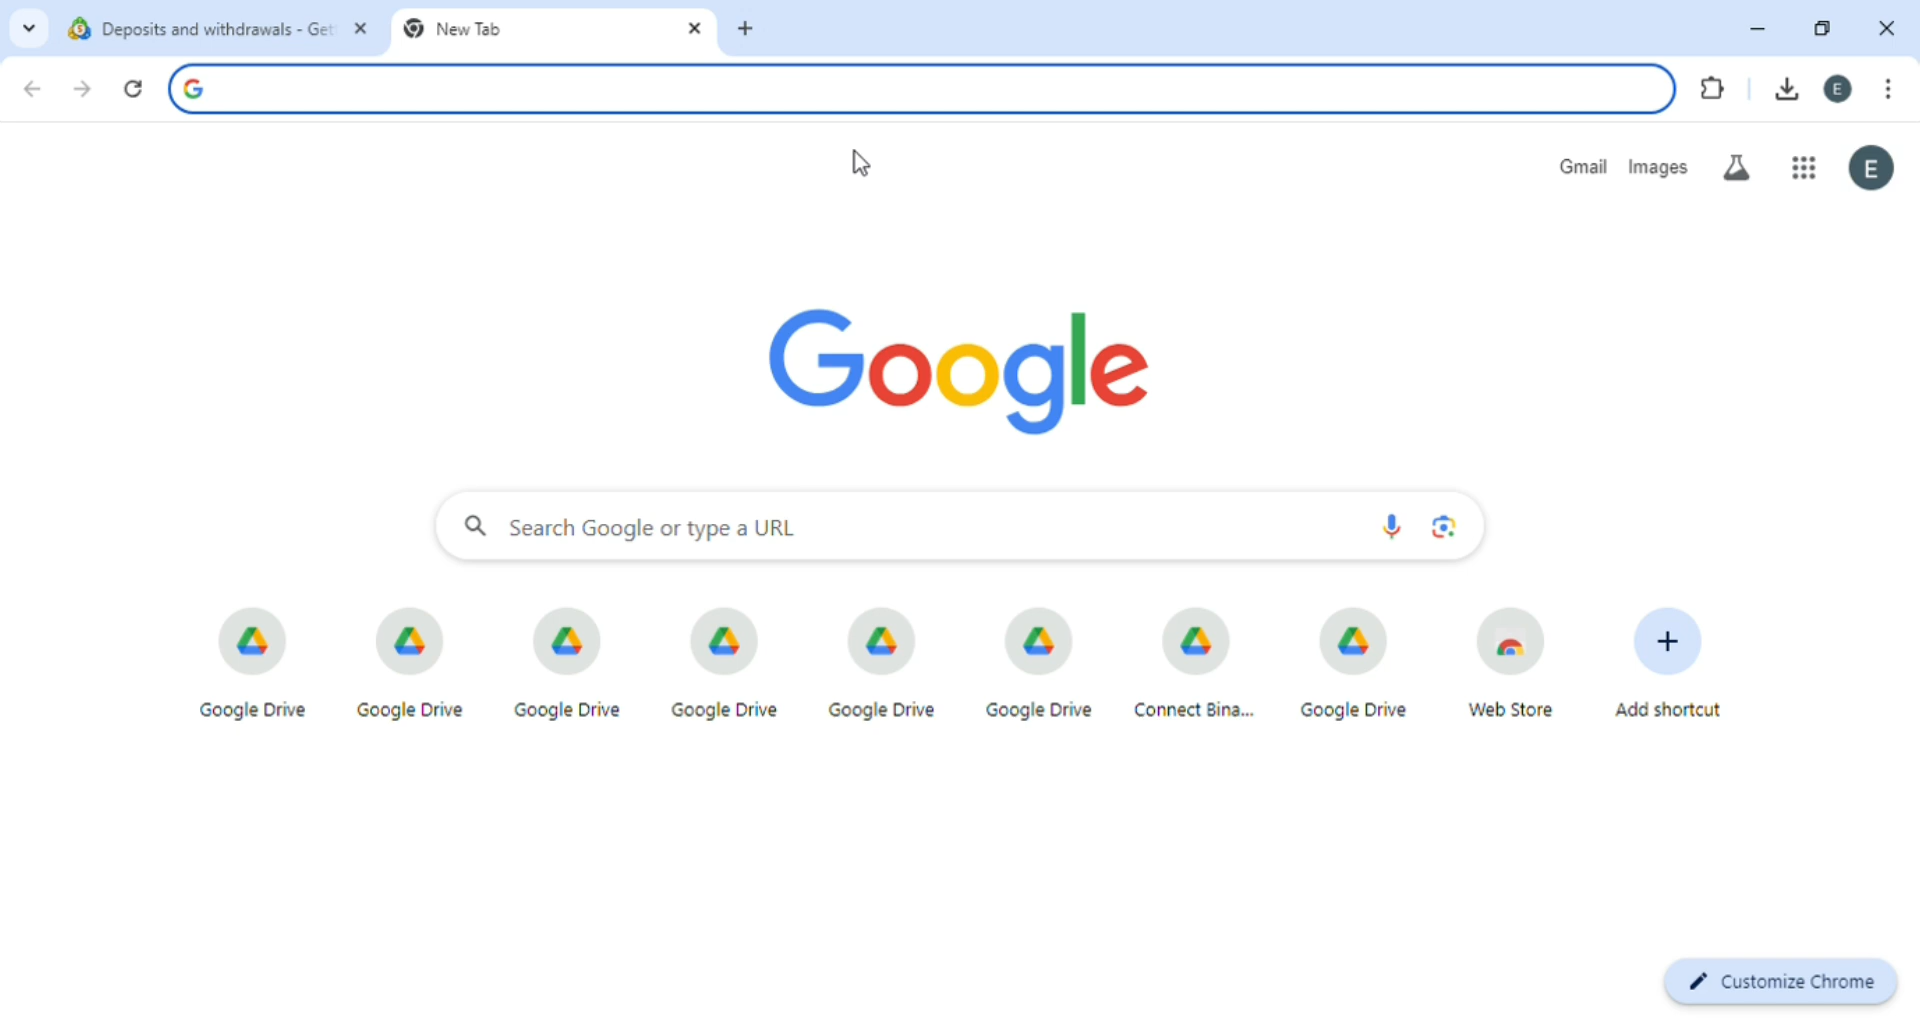 Deposits and withdrawals - Get
New Tab
E
Gmail
Images
E
Google
Search Google or type a URL
Google Drive
Google Drive
Google Drive
Google Drive
Google Drive
Google Drive
Connect Bina...
Google Drive
Web Store
Add shortcut
Customize Chrome